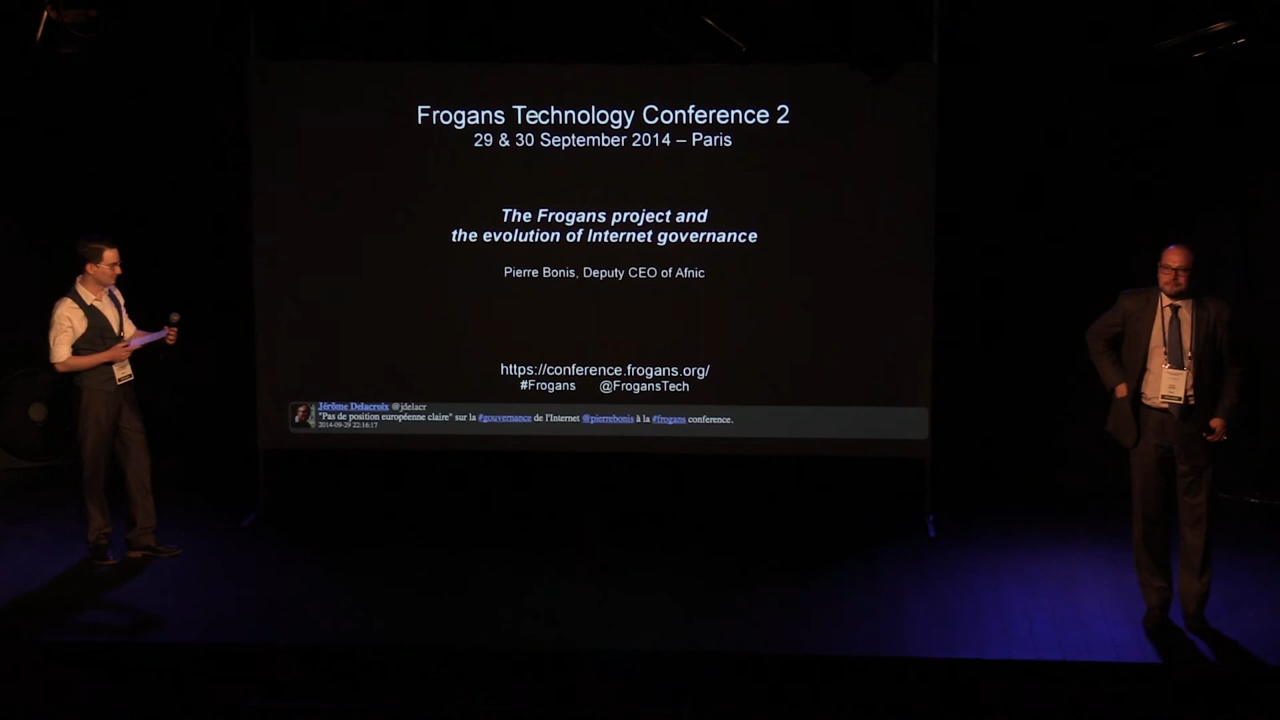 Frogans Technology Conference 2
29 & 30 September 2014 – Paris
The Frogans project and
the evolution of Internet governance
Pierre Bonis, Deputy CEO of Afnic
https://conference.frogans.org/
#Frogans @FrogansTech
Jérôme Delacroix @jdelacr
"Pas de position européenne claire" sur la #gouvernance de l'Internet @pierrebonis à la #frogans conference.
2014-09-29 22:16:17